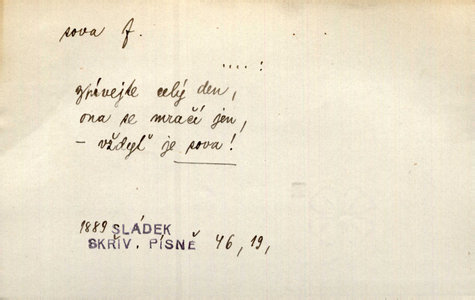 sova f.
....:
zpívejte celý den,
ona se mračí jen,
– vždyť je sova!
1889 SLÁDEK
SKŘIV. PÍSNĚ 46, 19,